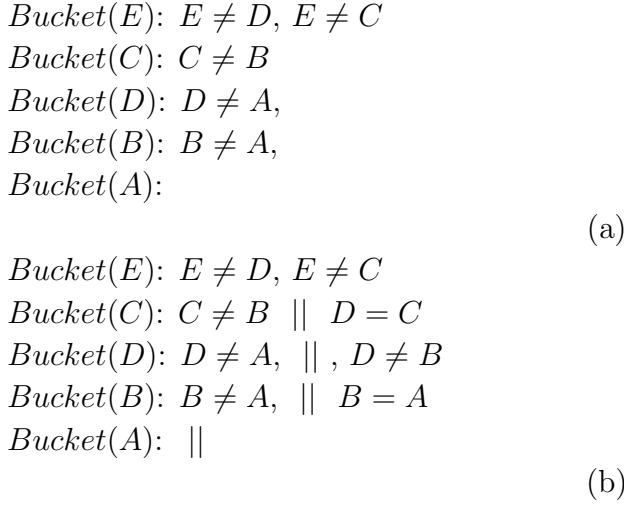 Bucket(E): E ≠ D, E ≠ C
Bucket(C): C ≠ B
Bucket(D): D ≠ A,
Bucket(B): B ≠ A,
Bucket(A):
(a)
Bucket(E): E ≠ D, E ≠ C
Bucket(C): C ≠ B || D = C
Bucket(D): D ≠ A, || , D ≠ B
Bucket(B): B ≠ A, || B = A
Bucket(A): ||
(b)